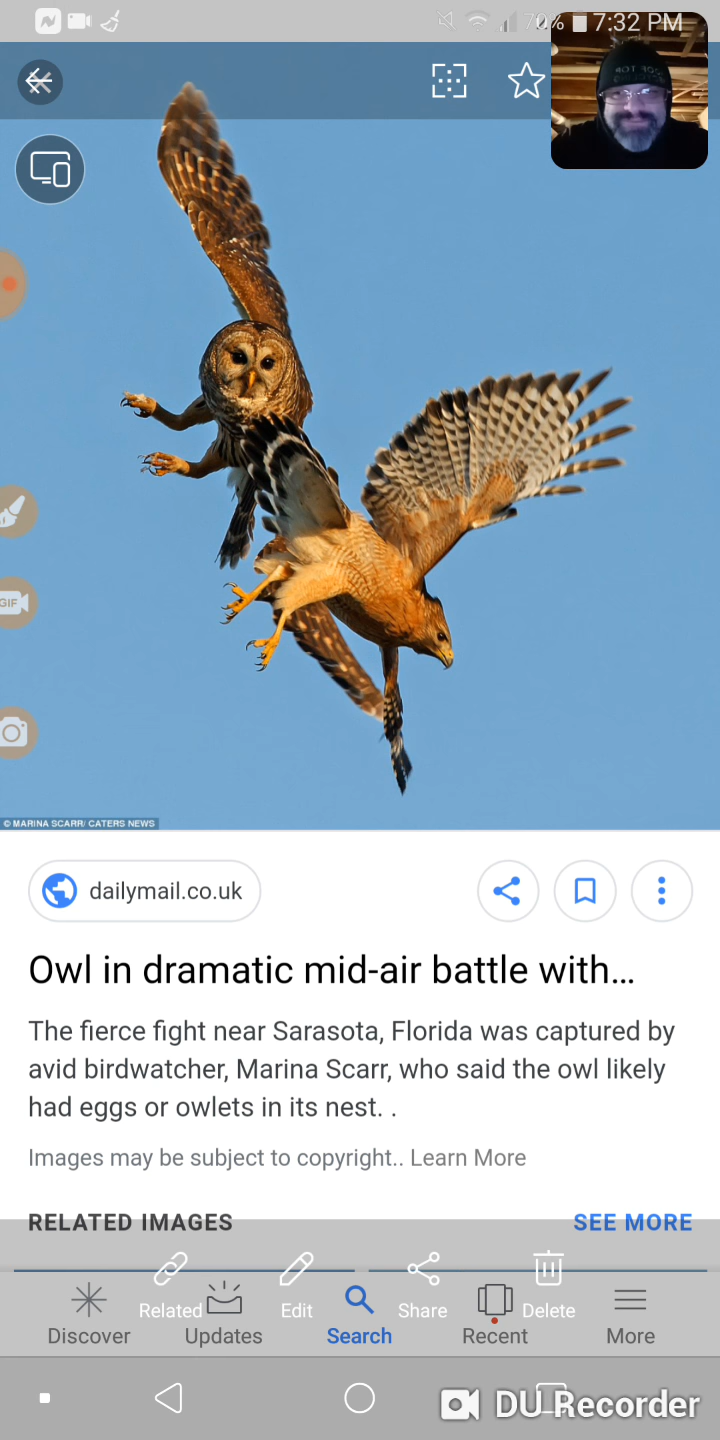 79% 7:32 PM
GIF
© MARINA SCARR/ CATERS NEWS
dailymail.co.uk
Owl in dramatic mid-air battle with...
The fierce fight near Sarasota, Florida was captured by
avid birdwatcher, Marina Scarr, who said the owl likely
had eggs or owlets in its nest. .
Images may be subject to copyright.. Learn More
RELATED IMAGES SEE MORE
Related Edit Share Delete
Discover Updates Search Recent More
DU Recorder